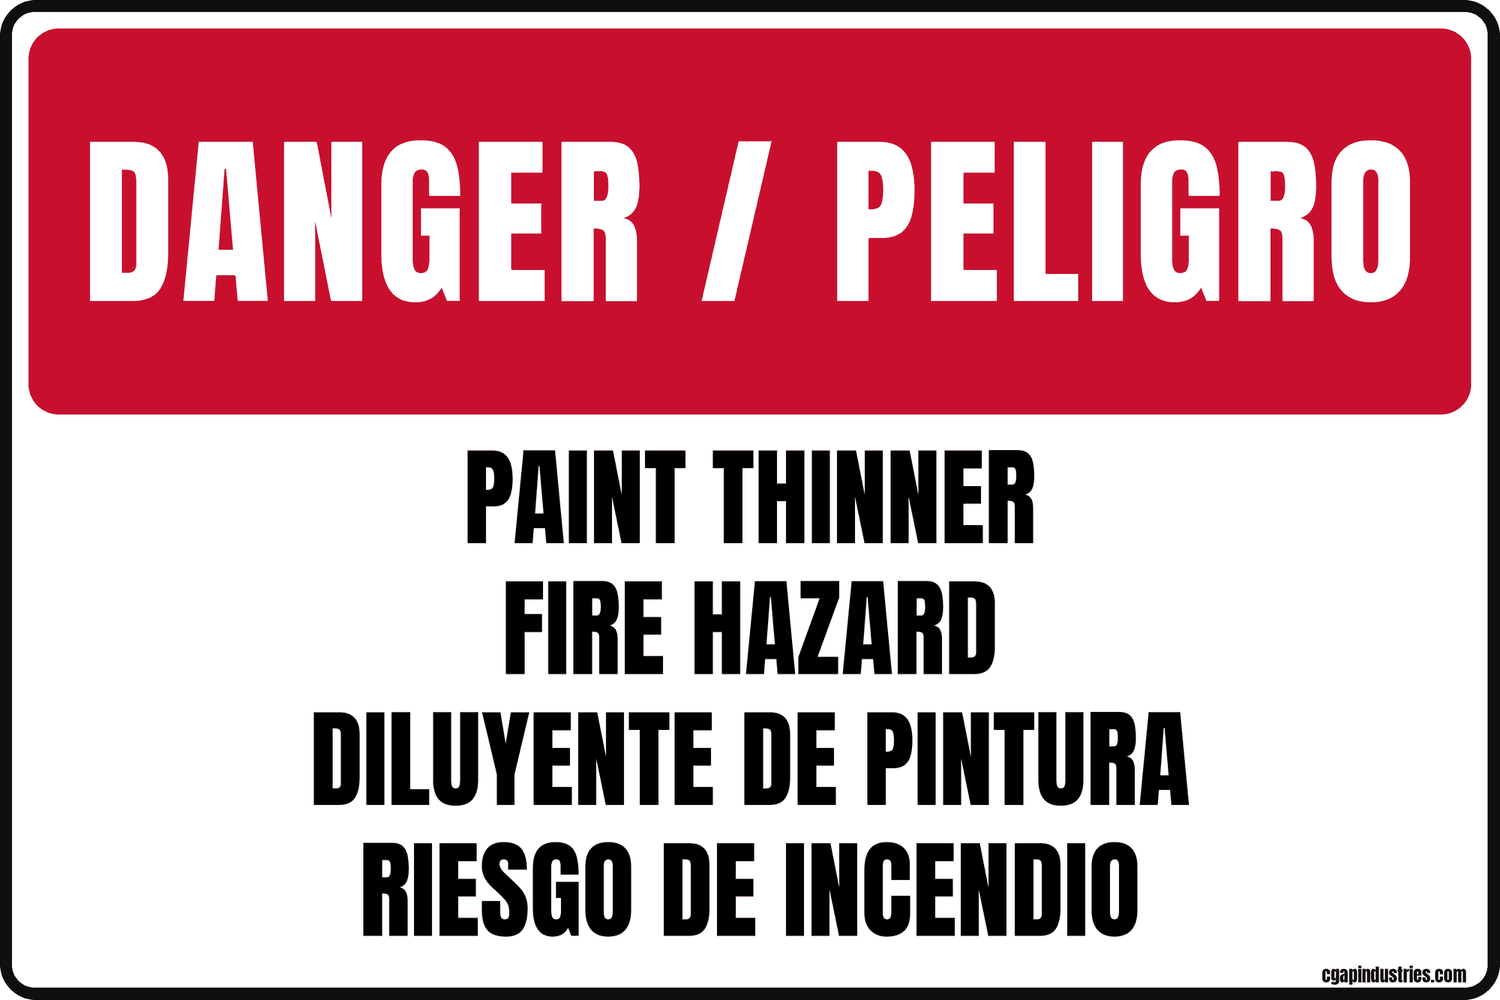 DANGER / PELIGRO
PAINT THINNER
FIRE HAZARD
DILUYENTE DE PINTURA
RIESGO DE INCENDIO
cgapindustries.com